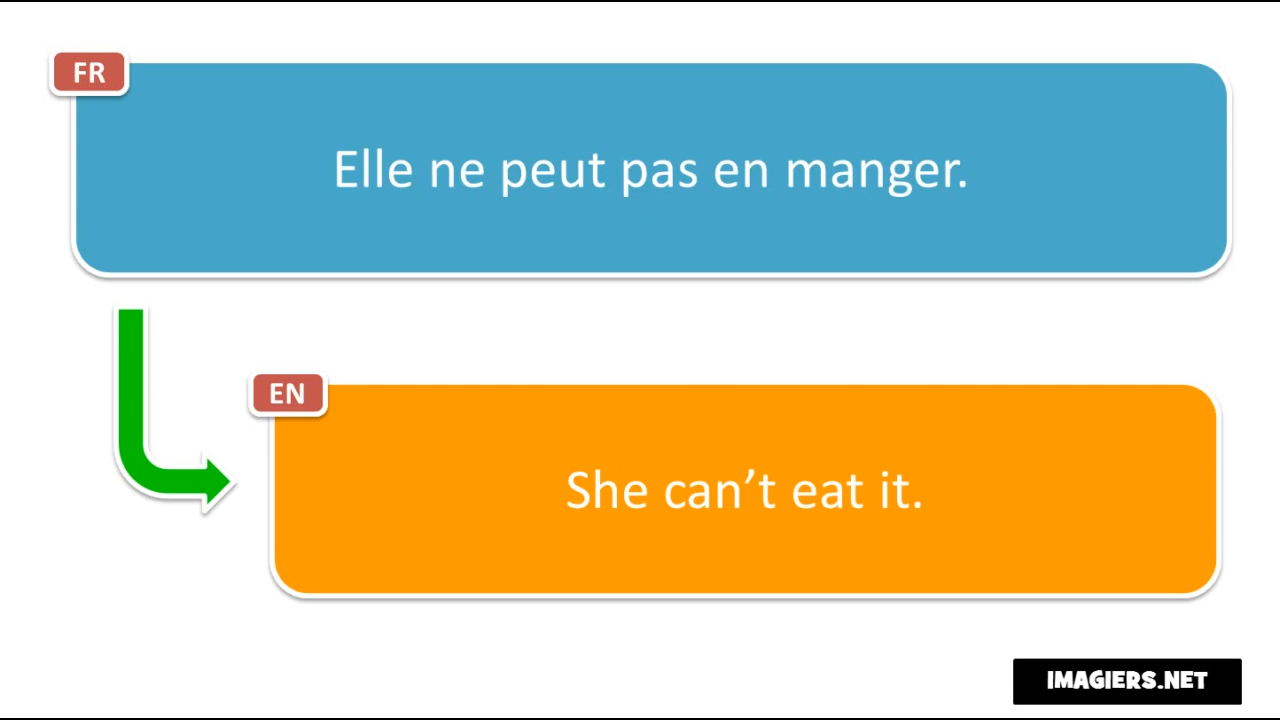 FR
Elle ne peut pas en manger.
EN
She can’t eat it.
IMAGIERS.NET